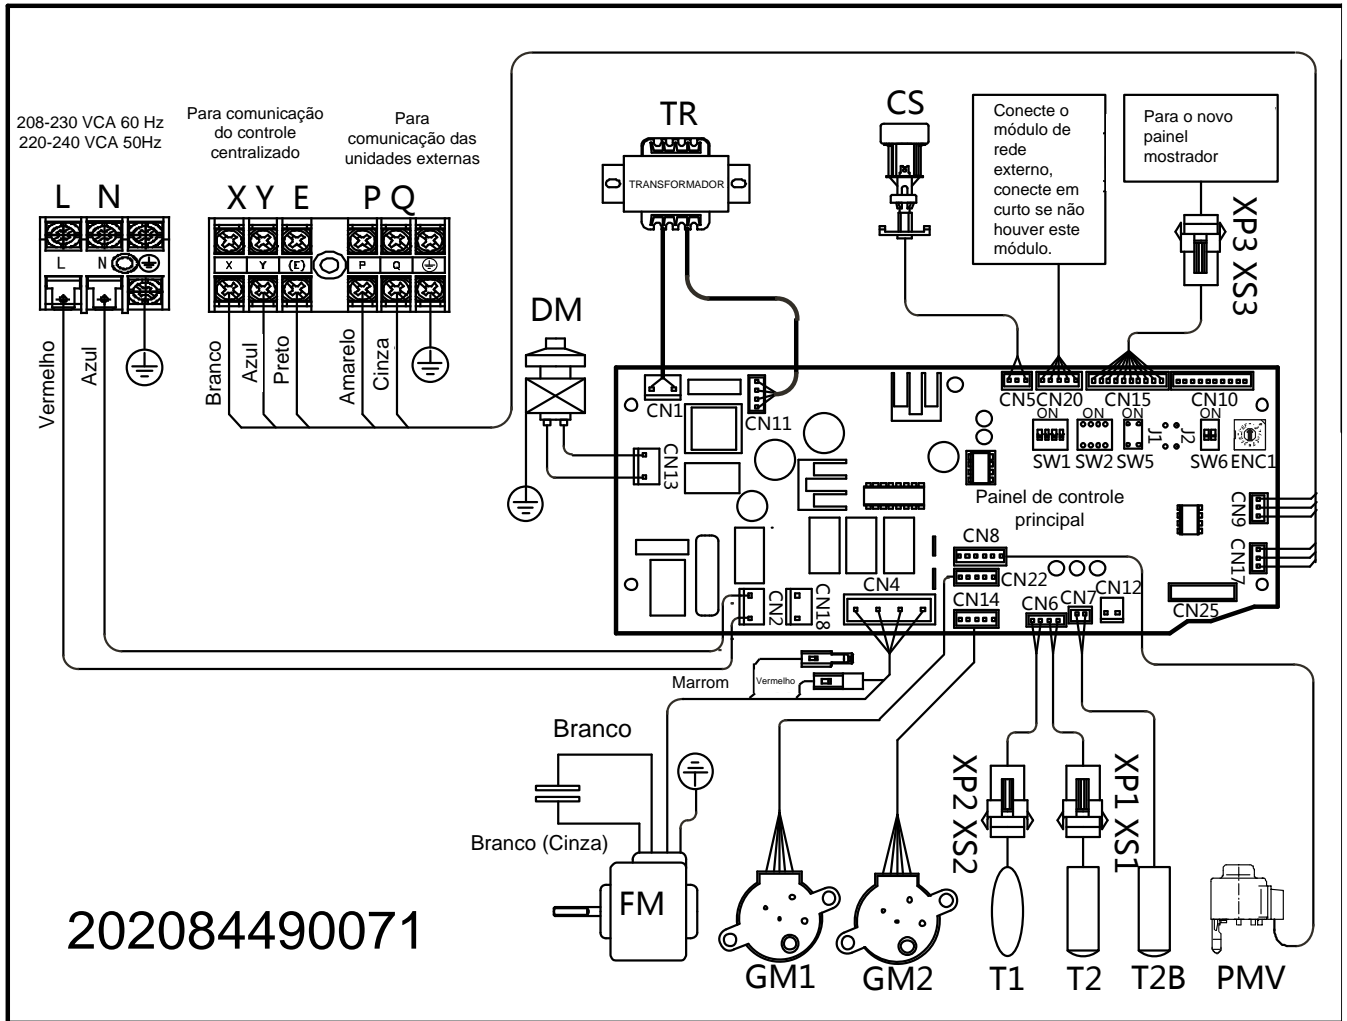 208-230 VCA 60 Hz
220-240 VCA 50Hz
Para comunicação
do controle
centralizado
Para
comunicação das
unidades externas
L N
L
N
X Y E
P Q
X
Y
(E)
P
Q
Vermelho
Azul
Branco
Azul
Preto
Amarelo
Cinza
TR
TRANSFORMADOR
DM
CS
Conecte o
módulo de
rede
externo,
conecte em
curto se não
houver este
módulo.
Para o novo
painel
mostrador
XP3 XS3
CN1
CN11
CN13
CN5
CN20
CN15
CN10
ON
ON
ON
ON
SW1
SW2
SW5
J1
J2
SW6
ENC1
Painel de controle
principal
CN9
CN17
CN8
CN22
CN14
CN4
CN2
CN18
CN6
CN7
CN12
CN25
Marrom
Vermelho
Branco
Branco (Cinza)
FM
XP2 XS2
XP1 XS1
GM1
GM2
T1
T2
T2B
PMV
202084490071